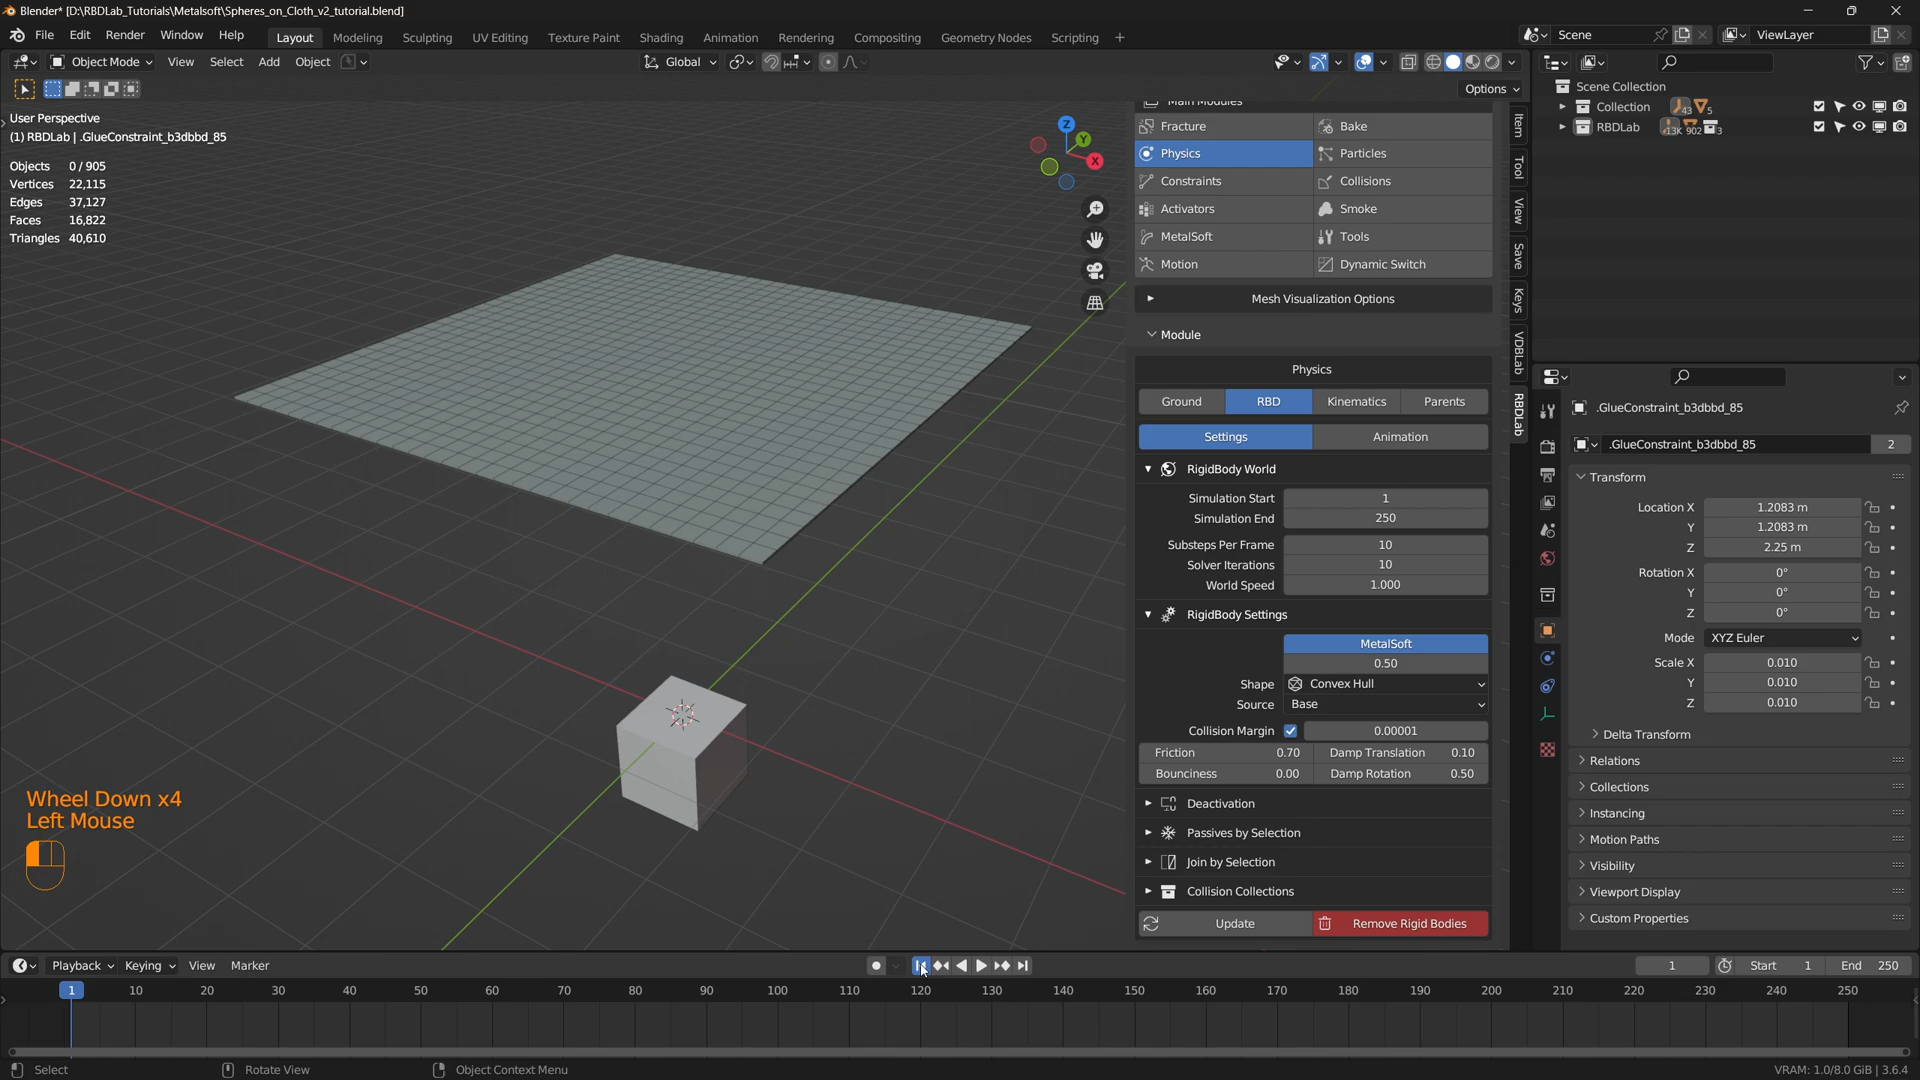 Blender* [D:\RBDLab_Tutorials\Metalsoft\Spheres_on_Cloth_v2_tutorial.blend]
File Edit Render Window Help
Layout Modeling Sculpting UV Editing Texture Paint Shading Animation Rendering Compositing Geometry Nodes Scripting +
Scene
ViewLayer
Object Mode View Select Add Object
Global
Options
User Perspective
(1) RBDLab | .GlueConstraint_b3dbbd_85
Objects 0 / 905
Vertices 22,115
Edges 37,127
Faces 16,822
Triangles 40,610
Z
Y
X
Main Modules
Fracture Bake
Physics Particles
Constraints Collisions
Activators Smoke
MetalSoft Tools
Motion Dynamic Switch
Mesh Visualization Options
Module
Physics
Ground RBD Kinematics Parents
Settings Animation
RigidBody World
Simulation Start 1
Simulation End 250
Substeps Per Frame 10
Solver Iterations 10
World Speed 1.000
RigidBody Settings
MetalSoft
0.50
Shape Convex Hull
Source Base
Collision Margin 0.00001
Friction 0.70 Damp Translation 0.10
Bounciness 0.00 Damp Rotation 0.50
Deactivation
Passives by Selection
Join by Selection
Collision Collections
Update Remove Rigid Bodies
Item
Tool
View
Save
Keys
VDBLab
RBDLab
Scene Collection
Collection 43 5
RBDLab 13K 902 3
.GlueConstraint_b3dbbd_85
.GlueConstraint_b3dbbd_85 2
Transform
Location X 1.2083 m
Y 1.2083 m
Z 2.25 m
Rotation X 0°
Y 0°
Z 0°
Mode XYZ Euler
Scale X 0.010
Y 0.010
Z 0.010
Delta Transform
Relations
Collections
Instancing
Motion Paths
Visibility
Viewport Display
Custom Properties
Wheel Down x4
Left Mouse
Playback Keying View Marker
1 Start 1 End 250
1 10 20 30 40 50 60 70 80 90 100 110 120 130 140 150 160 170 180 190 200 210 220 230 240 250
Select Rotate View Object Context Menu
VRAM: 1.0/8.0 GiB | 3.6.4